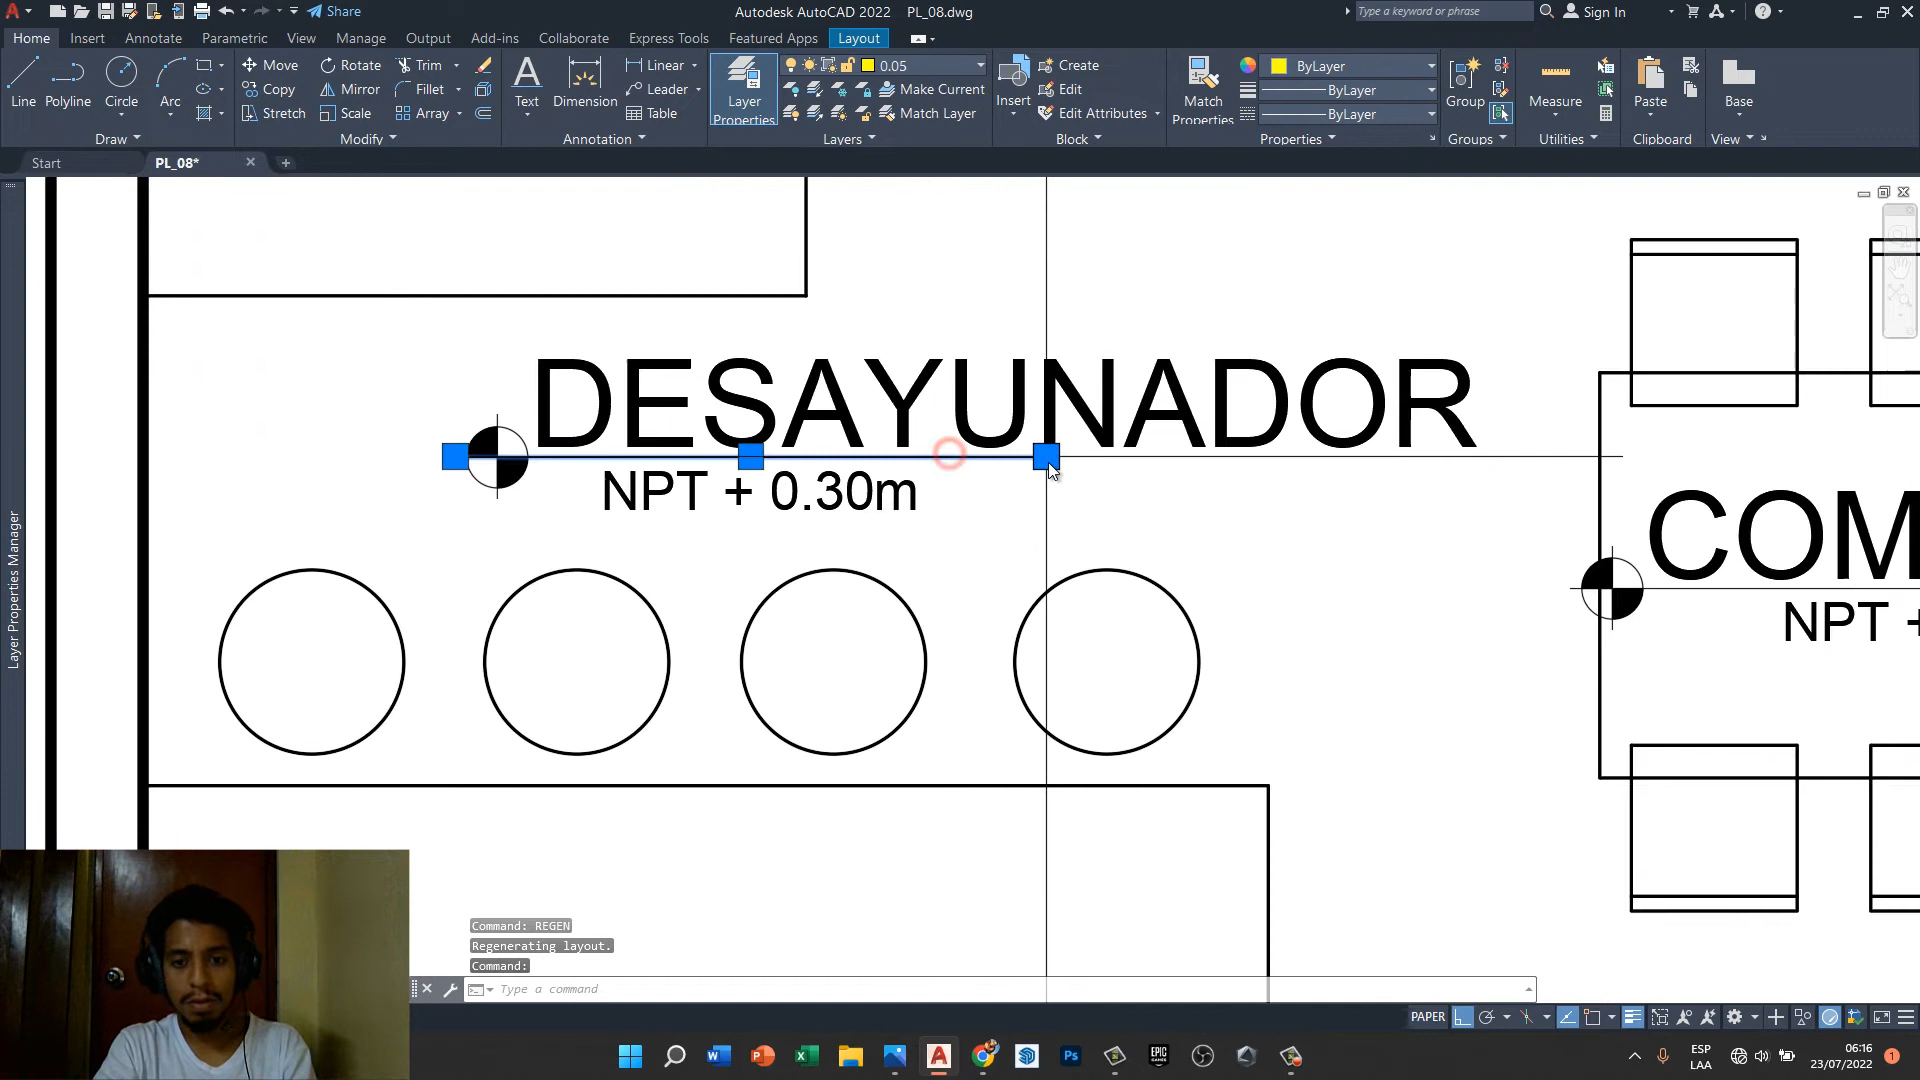 Share
Autodesk AutoCAD 2022 PL_08.dwg
Type a keyword or phrase
Sign In
Home Insert Annotate Parametric View Manage Output Add-ins Collaborate Express Tools Featured Apps Layout
Line Polyline Circle Arc
Move Rotate Trim
Copy Mirror Fillet
Stretch Scale Array
Text Dimension
Linear
Leader
Table
Layer Properties
0.05
Make Current
Match Layer
Insert
Create
Edit
Edit Attributes
Match Properties
ByLayer
ByLayer
ByLayer
Group
Measure
Paste
Base
Draw Modify Annotation Layers Block Properties Groups Utilities Clipboard View
Start PL_08*
DESAYUNADOR
NPT + 0.30m
COM
NPT +
Layer Properties Manager
Command: REGEN
Regenerating layout.
Command:
Type a command
PAPER
ESP
LAA
06:16
23/07/2022
1
EPIC
GAMES
Ps